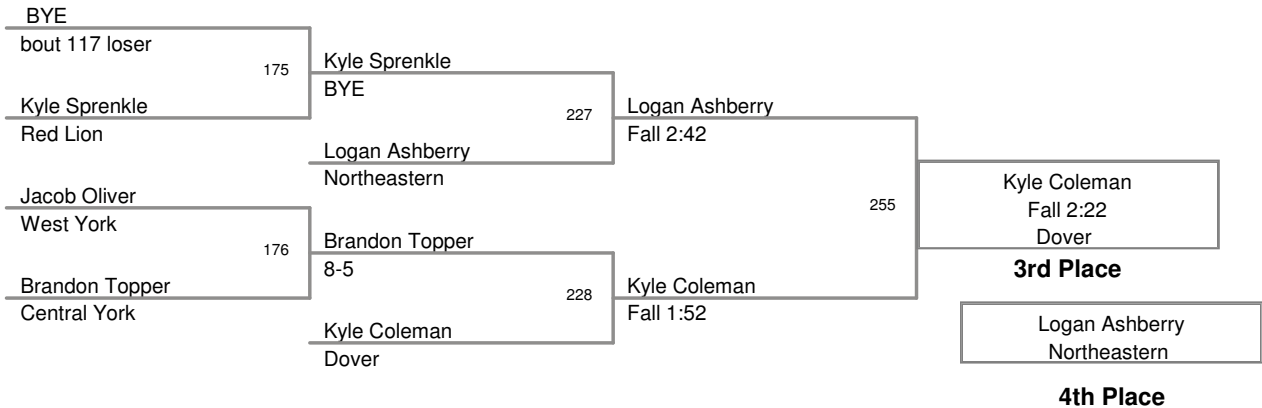 BYE
bout 117 loser
175
Kyle Sprenkle
BYE
Kyle Sprenkle
Red Lion
227
Logan Ashberry
Fall 2:42
Logan Ashberry
Northeastern
Jacob Oliver
West York
176
Brandon Topper
8-5
Brandon Topper
Central York
228
Kyle Coleman
Fall 1:52
Kyle Coleman
Dover
255
Kyle Coleman
Fall 2:22
Dover
3rd Place
Logan Ashberry
Northeastern
4th Place